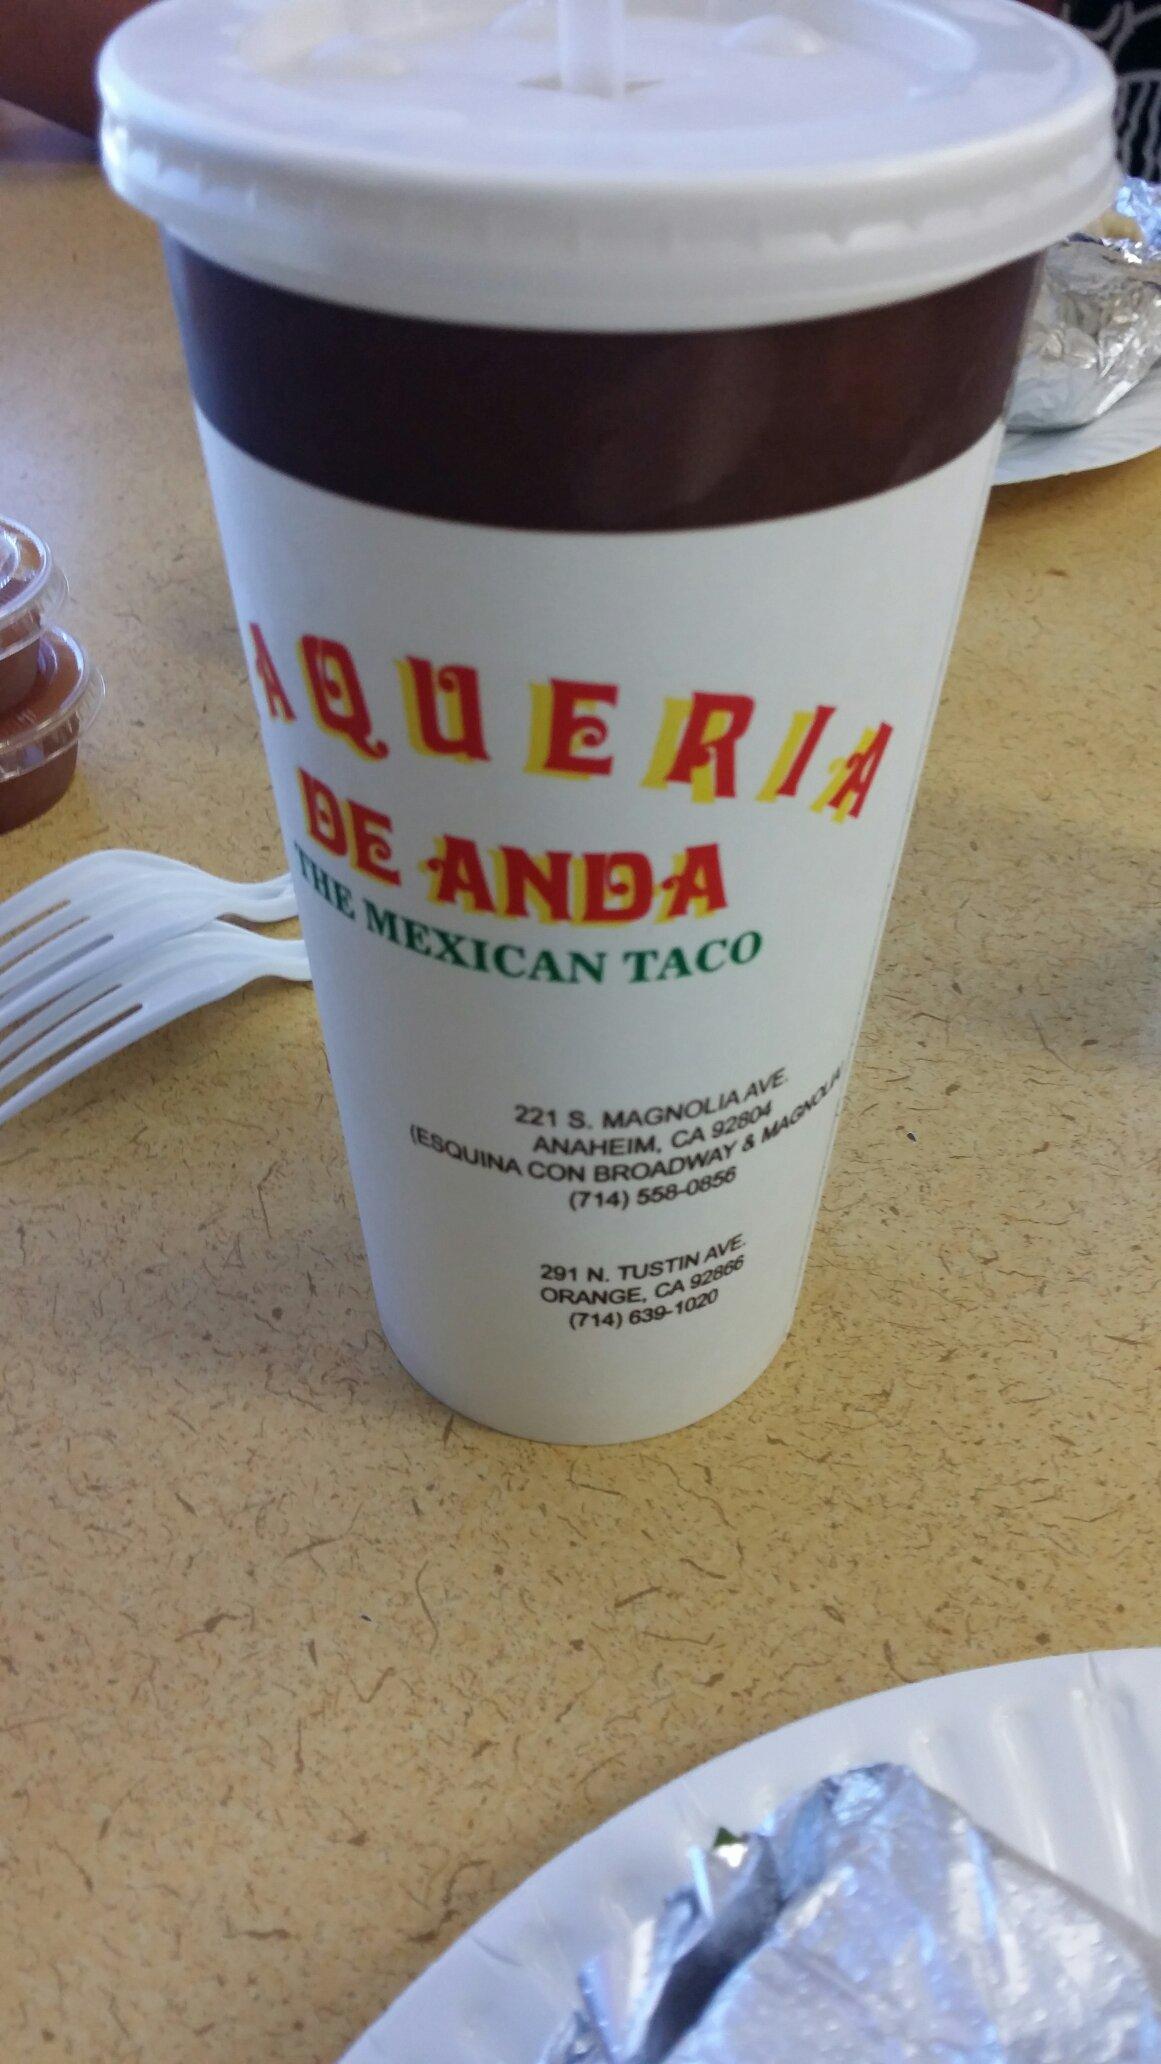 AQUERIA
DE ANDA
THE MEXICAN TACO
221 S. MAGNOLIA AVE.
ANAHEIM, CA 92804
(ESQUINA CON BROADWAY & MAGNOLIA)
(714) 558-0856
291 N. TUSTIN AVE.
ORANGE, CA 92866
(714) 639-1020